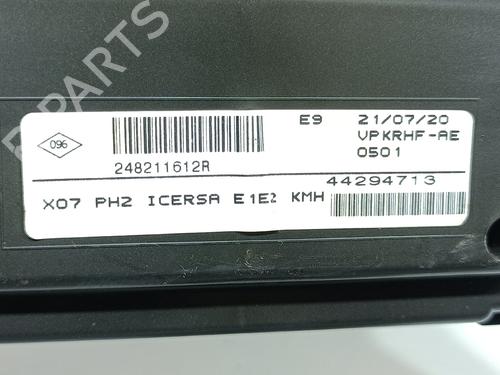 B-PARTS
E9 21/07/20
VPKRHF-AE
0501
096
248211612R
44294713
X07 PH2 ICERSA E1E2 KMH